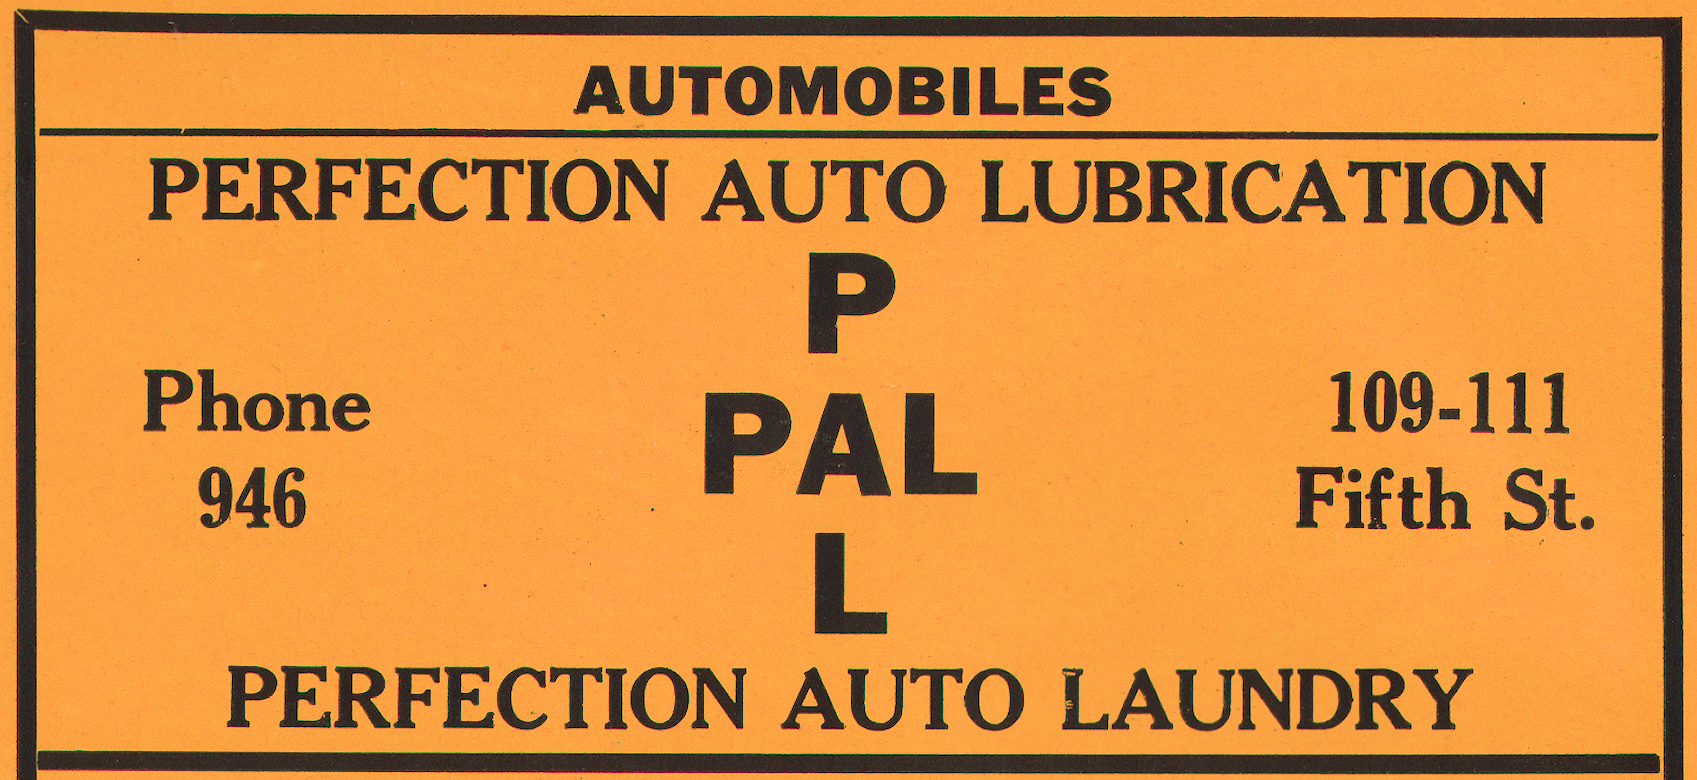 AUTOMOBILES
PERFECTION AUTO LUBRICATION
P
Phone 109-111
PAL
946 Fifth St.
L
PERFECTION AUTO LAUNDRY